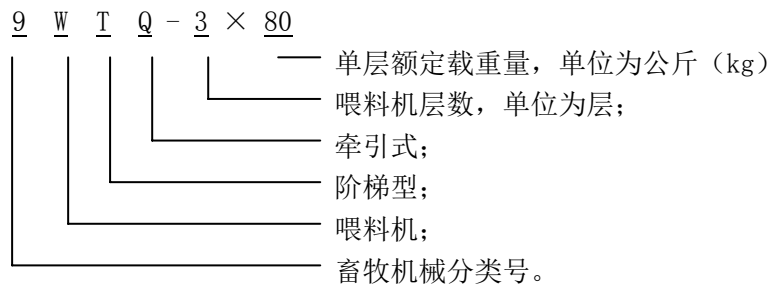 9 W T Q - 3 × 80
单层额定载重量，单位为公斤（kg）
喂料机层数，单位为层；
牵引式；
阶梯型；
喂料机；
畜牧机械分类号。